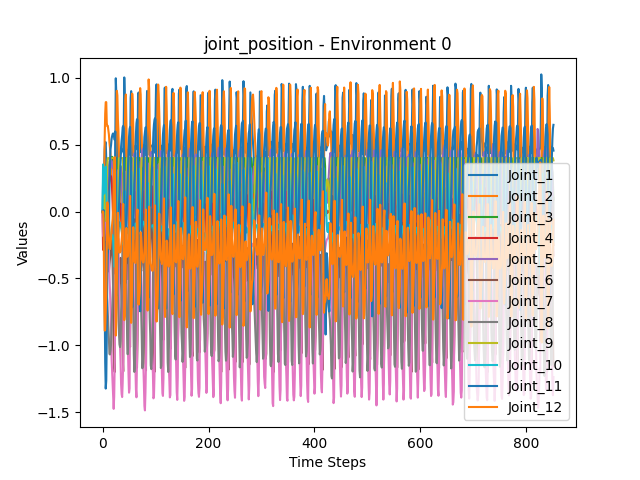 joint_position - Environment 0
1.0
0.5
0.0
−0.5
−1.0
−1.5
Values
0
200
400
600
800
Time Steps
Joint_1
Joint_2
Joint_3
Joint_4
Joint_5
Joint_6
Joint_7
Joint_8
Joint_9
Joint_10
Joint_11
Joint_12